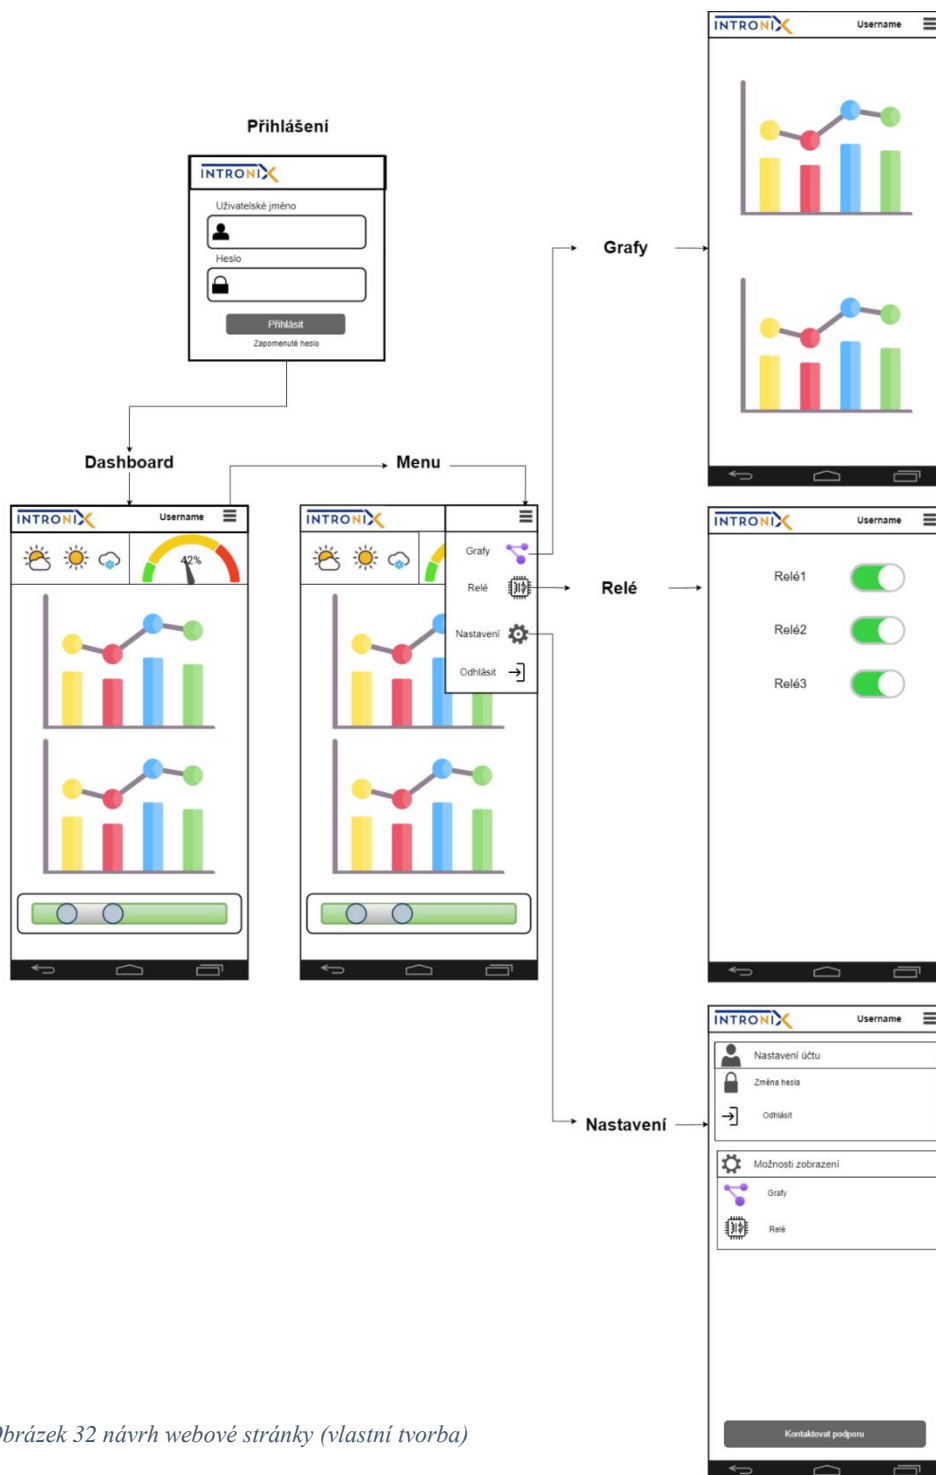 Přihlášení
INTRONIX
Uživatelské jméno
Heslo
Přihlásit
Zapomenuté heslo
Dashboard
INTRONIX Username
42%
Menu
INTRONIX
Grafy
Relé
Nastavení
Odhlásit
Grafy
INTRONIX Username
Relé
INTRONIX Username
Relé1
Relé2
Relé3
Nastavení
INTRONIX Username
Nastavení účtu
Změna hesla
Odhlásit
Možnosti zobrazení
Grafy
Relé
Kontaktovat podporu
Obrázek 32 návrh webové stránky (vlastní tvorba)